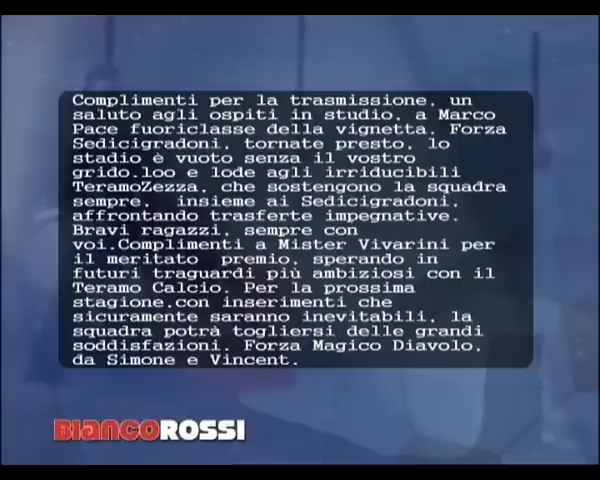 Complimenti per la trasmissione, un
saluto agli ospiti in studio, a Marco
Pace fuoriclasse della vignetta. Forza
Sedicigradoni, tornate presto, lo
stadio è vuoto senza il vostro
grido.loo e lode agli irriducibili
TeramoZezza, che sostengono la squadra
sempre,  insieme ai Sedicigradoni,
affrontando trasferte impegnative.
Bravi ragazzi, sempre con
voi.Complimenti a Mister Vivarini per
il meritato  premio, sperando in
futuri traguardi più ambiziosi con il
Teramo Calcio. Per la prossima
stagione.con inserimenti che
sicuramente saranno inevitabili, la
squadra potrà togliersi delle grandi
soddisfazioni. Forza Magico Diavolo,
da Simone e Vincent.
BIANCOROSSI